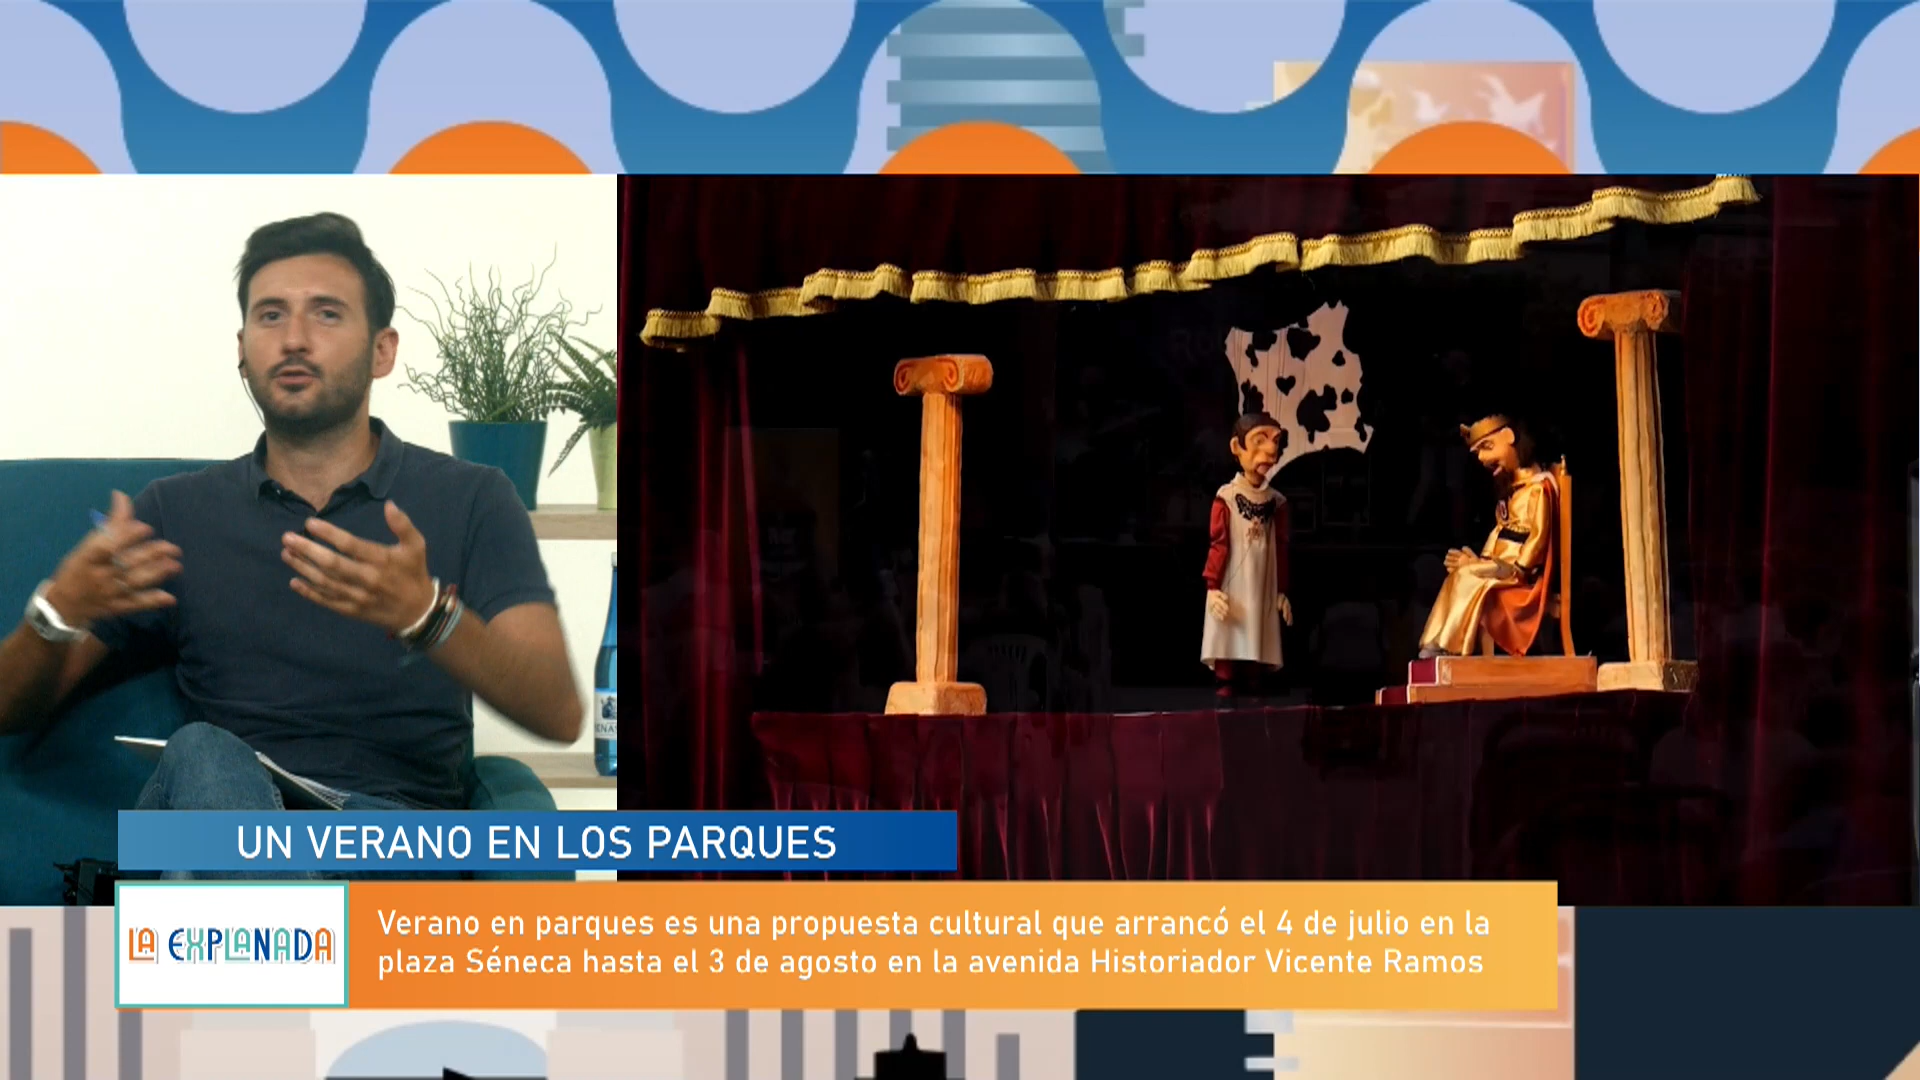 UN VERANO EN LOS PARQUES
LA EXPLANADA
Verano en parques es una propuesta cultural que arrancó el 4 de julio en la
plaza Séneca hasta el 3 de agosto en la avenida Historiador Vicente Ramos